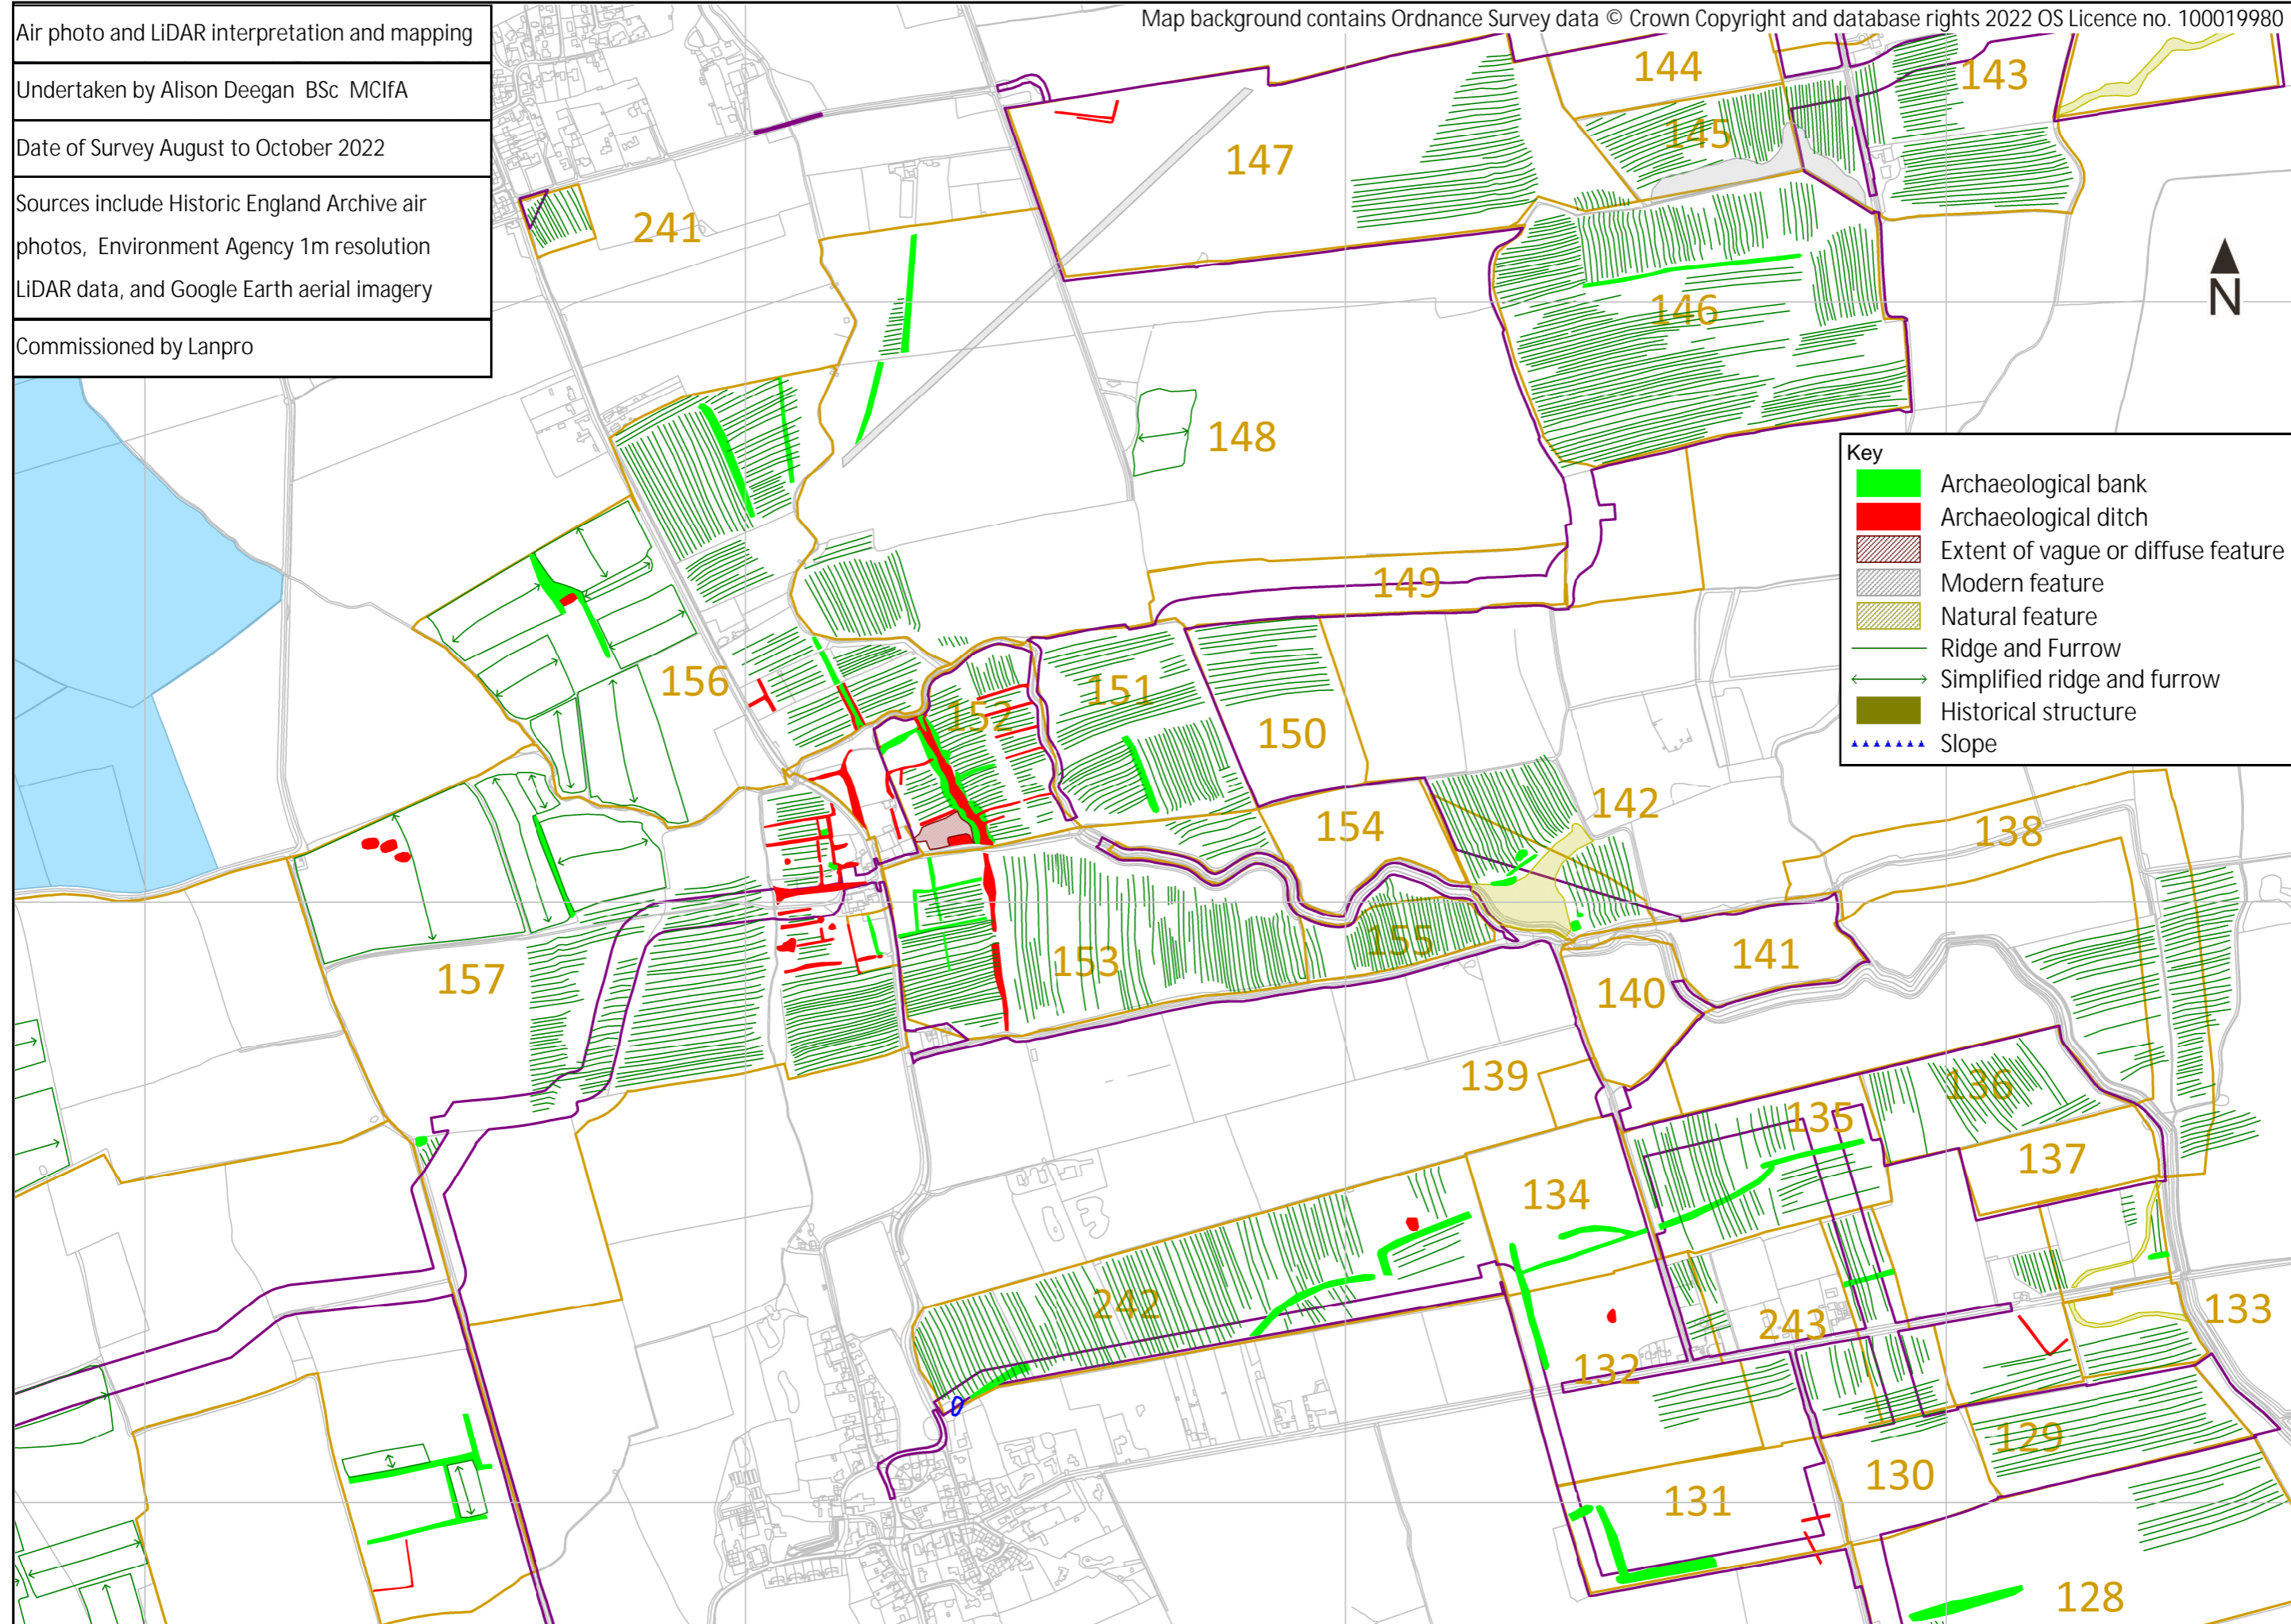 Map background contains Ordnance Survey data © Crown Copyright and database rights 2022 OS Licence no. 100019980
Air photo and LiDAR interpretation and mapping
Undertaken by Alison Deegan BSc MCIfA
Date of Survey August to October 2022
Sources include Historic England Archive air
photos, Environment Agency 1m resolution
LiDAR data, and Google Earth aerial imagery
Commissioned by Lanpro
144
143
145
147
241
N
146
148
Key
Archaeological bank
Archaeological ditch
Extent of vague or diffuse feature
Modern feature
Natural feature
Ridge and Furrow
Simplified ridge and furrow
Historical structure
Slope
149
156
151
152
150
142
154
138
155
153
141
157
140
139
136
135
137
134
242
133
243
132
129
130
131
128